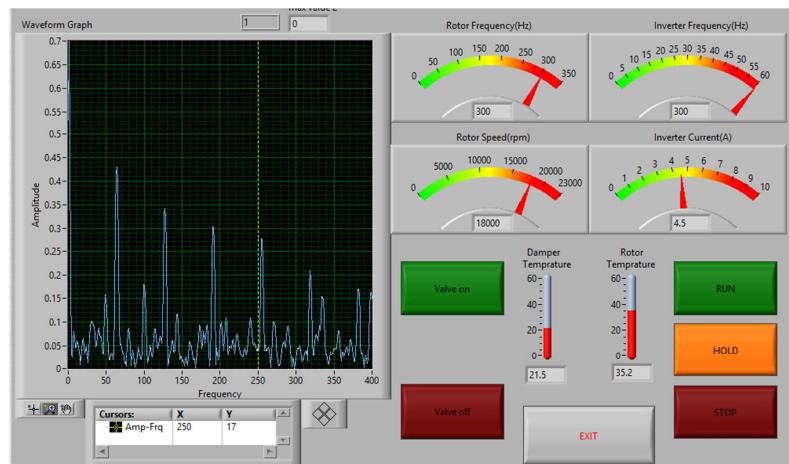 max value 2
Waveform Graph
1
0
0.7
0.65
0.6
0.55
0.5
0.45
0.4
0.35
0.3
0.25
0.2
0.15
0.1
0.05
0
Amplitude
0 50 100 150 200 250 300 350 400
Frequency
Cursors: X Y
Amp-Frq 250 17
Rotor Frequency(Hz)
0 50 100 150 200 250 300 350
300
Inverter Frequency(Hz)
0 5 10 15 20 25 30 35 40 45 50 55 60
300
Rotor Speed(rpm)
0 5000 10000 15000 20000 23000
18000
Inverter Current(A)
0 1 2 3 4 5 6 7 8 9 10
4.5
Valve on
Valve off
Damper
Temprature
60
40
20
0
21.5
Rotor
Temprature
60
40
20
0
35.2
RUN
HOLD
STOP
EXIT